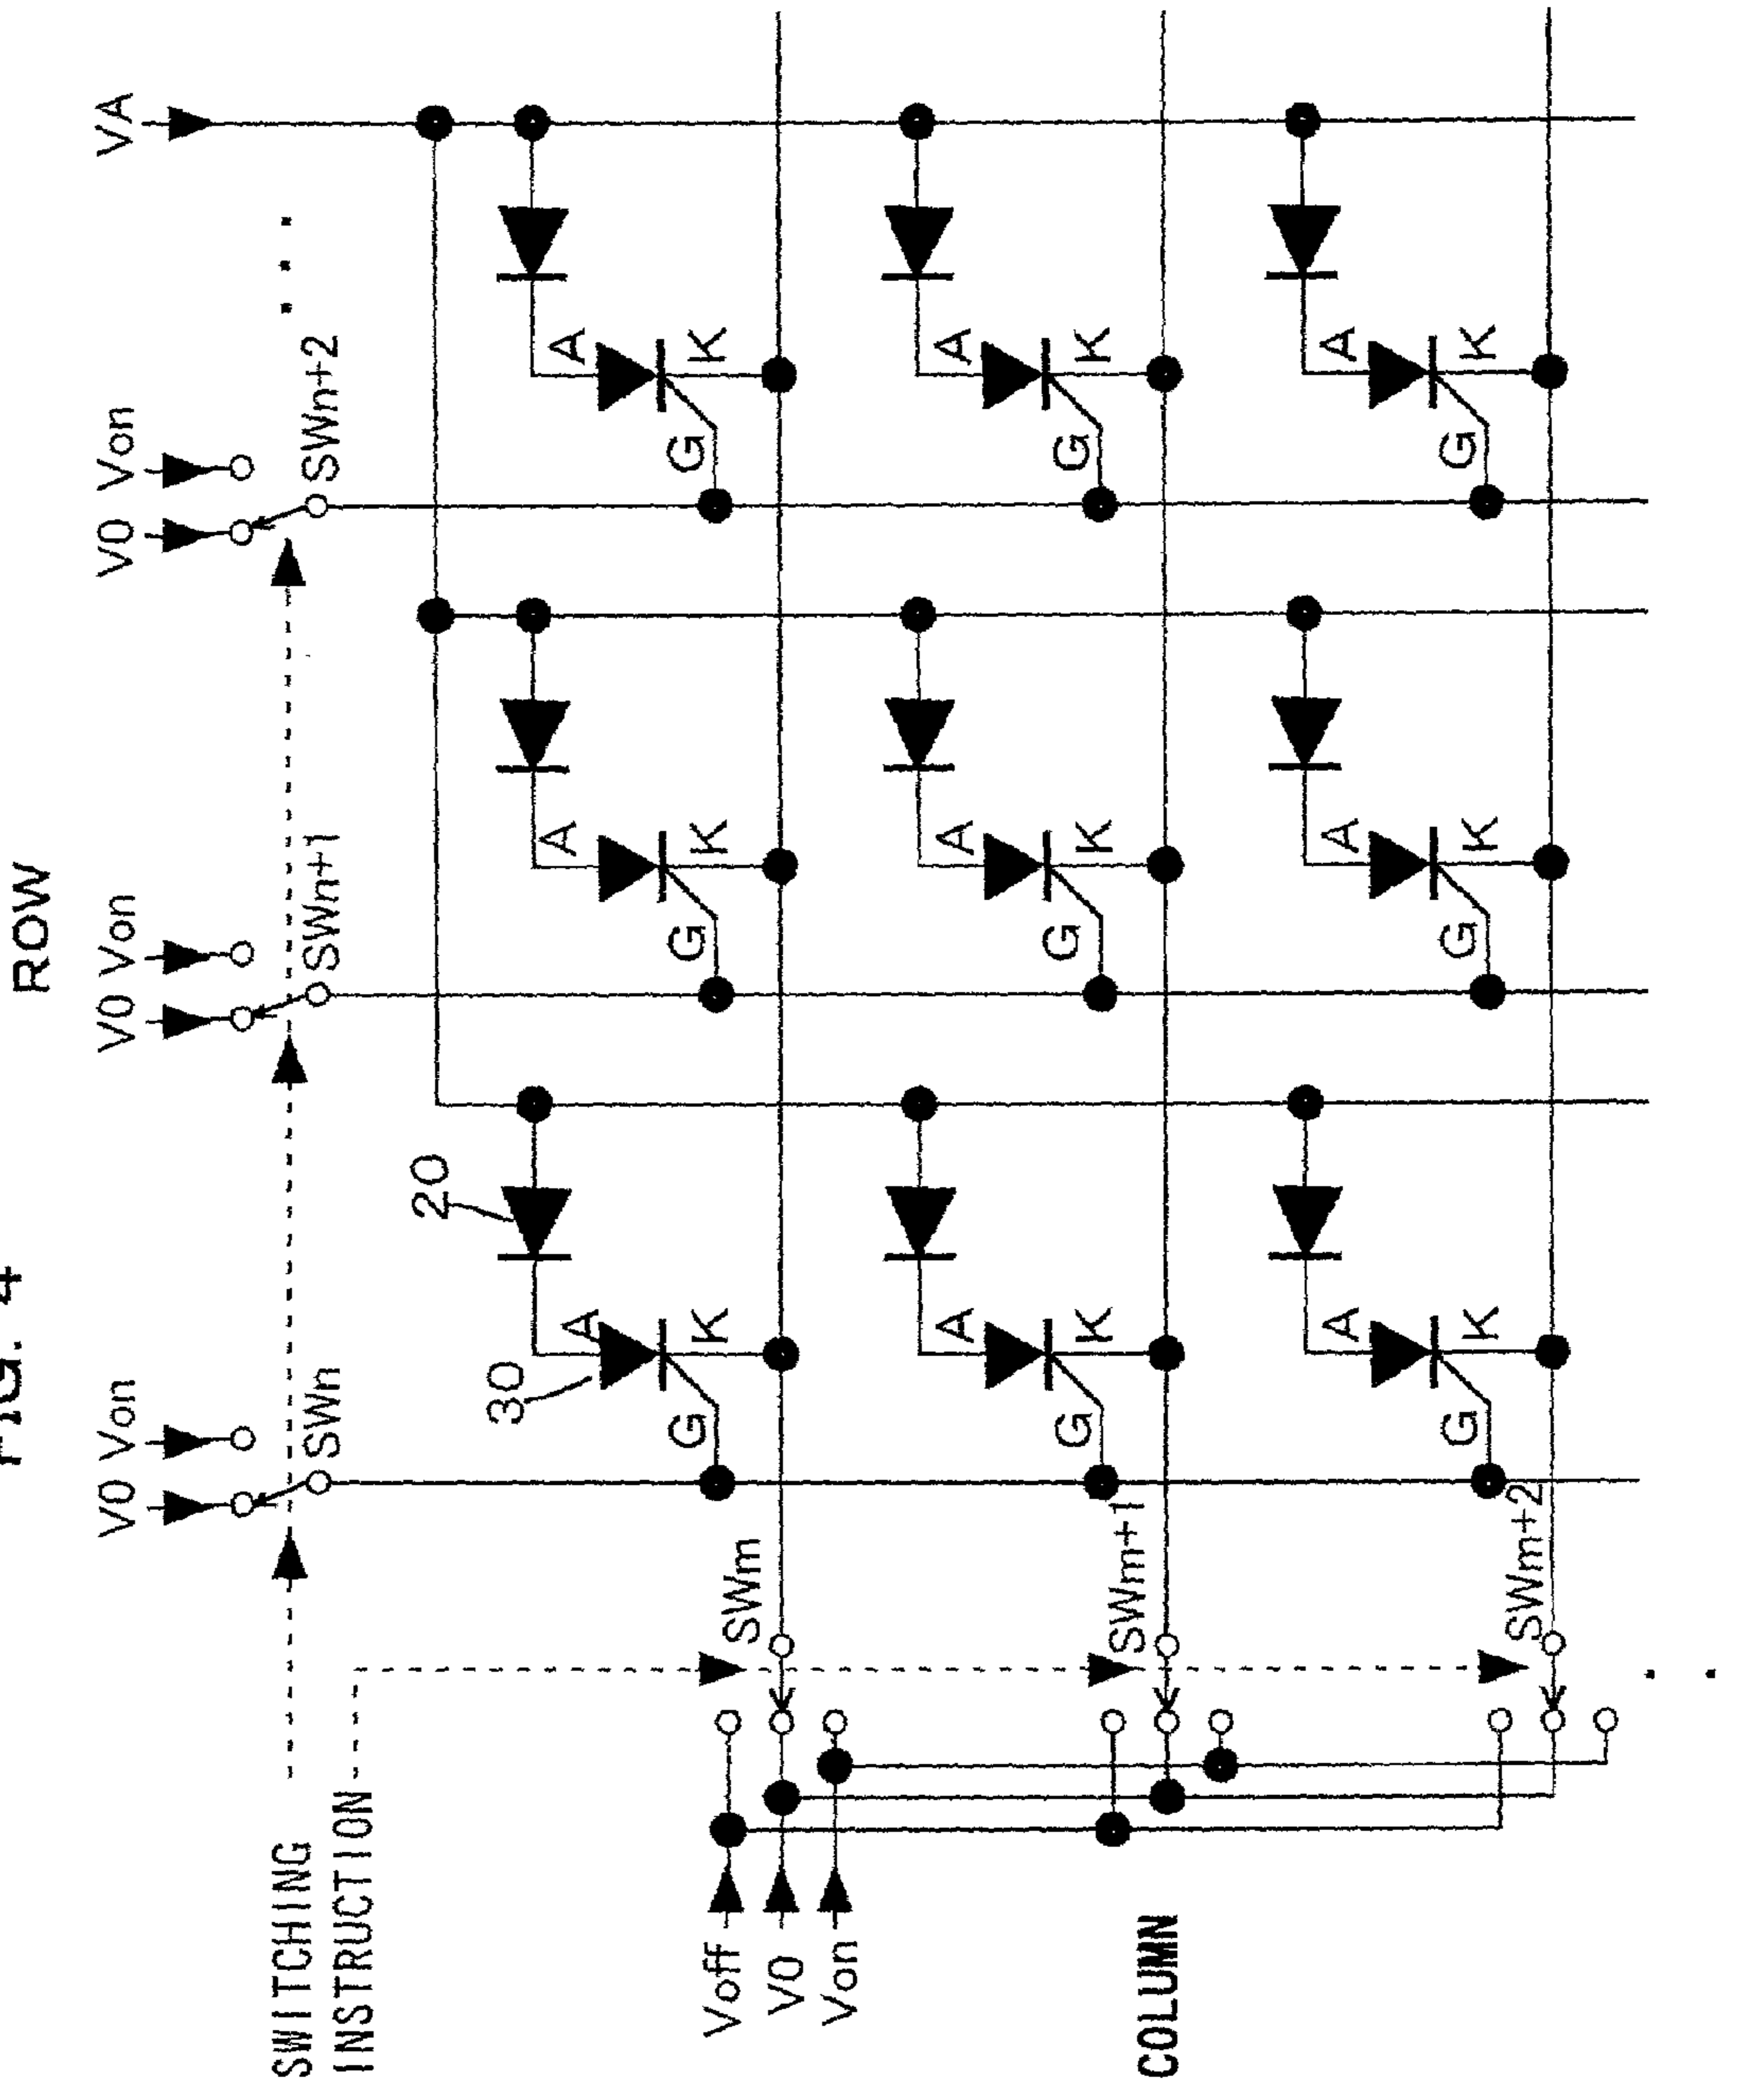 FIG. 4
ROW
V0 Von
V0 Von
V0 Von
VA
SWITCHING
INSTRUCTION
SWn
SWn+1
SWn+2
20
30
A
K
G
A
K
G
A
K
G
SWm
A
K
G
A
K
G
A
K
G
SWm+1
A
K
G
A
K
G
A
K
G
SWm+2
Voff
V0
Von
COLUMN